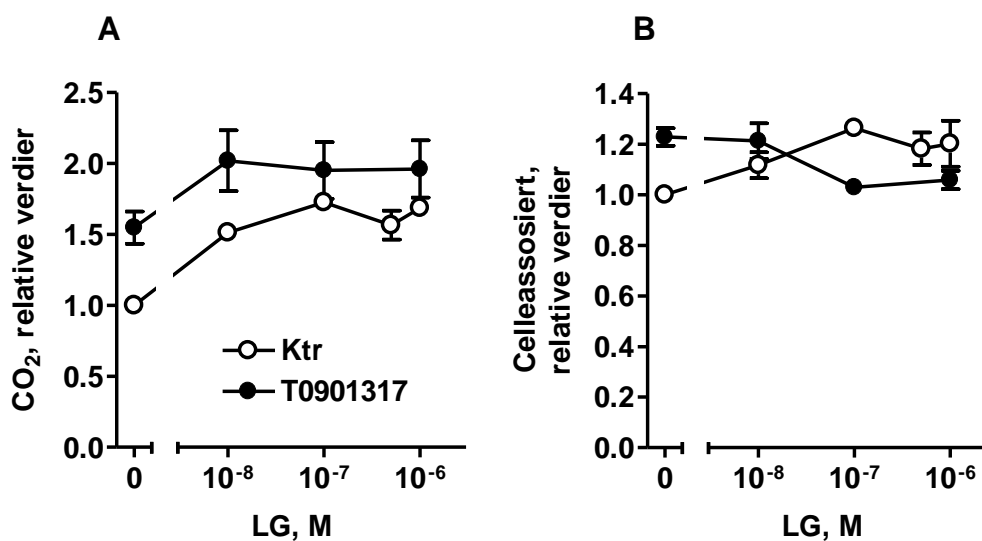 A
CO₂, relative verdier
2.5
2.0
1.5
1.0
0.5
0.0
Ktr
T0901317
0 10⁻⁸ 10⁻⁷ 10⁻⁶
LG, M
B
Celleassosiert,
relative verdier
1.4
1.2
1.0
0.8
0.6
0.4
0.2
0.0
0 10⁻⁸ 10⁻⁷ 10⁻⁶
LG, M